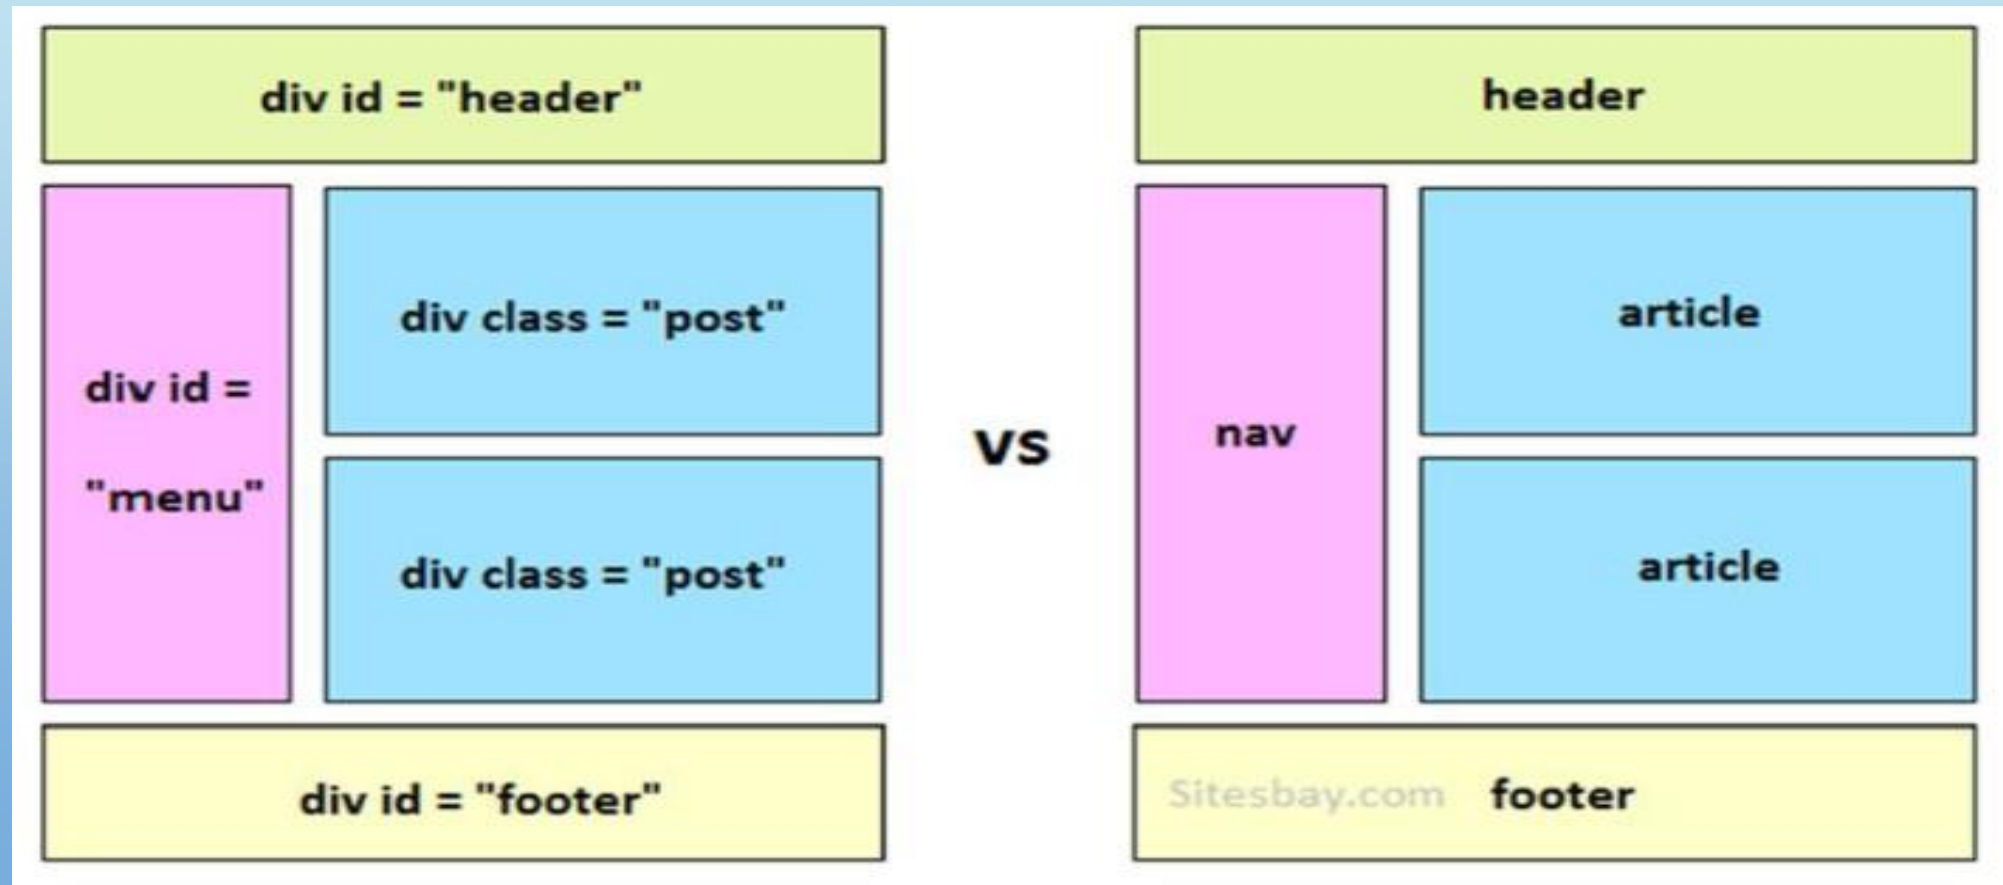 div id = "header"
div id =
"menu"
div class = "post"
div class = "post"
div id = "footer"
vs
header
nav
article
article
Sitesbay.com footer